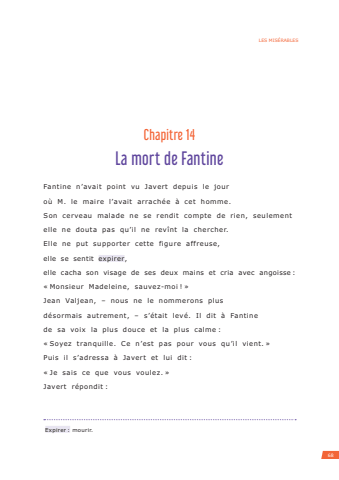 LES MISÉRABLES
Chapitre 14
La mort de Fantine
Fantine n'avait point vu Javert depuis le jour
où M. le maire l'avait arrachée à cet homme.
Son cerveau malade ne se rendit compte de rien, seulement
elle ne douta pas qu'il ne revînt la chercher.
Elle ne put supporter cette figure affreuse,
elle se sentit expirer,
elle cacha son visage de ses deux mains et cria avec angoisse :
« Monsieur Madeleine, sauvez-moi ! »
Jean Valjean, – nous ne le nommerons plus
désormais autrement, – s'était levé. Il dit à Fantine
de sa voix la plus douce et la plus calme :
« Soyez tranquille. Ce n'est pas pour vous qu'il vient. »
Puis il s'adressa à Javert et lui dit :
« Je sais ce que vous voulez. »
Javert répondit :
Expirer : mourir.